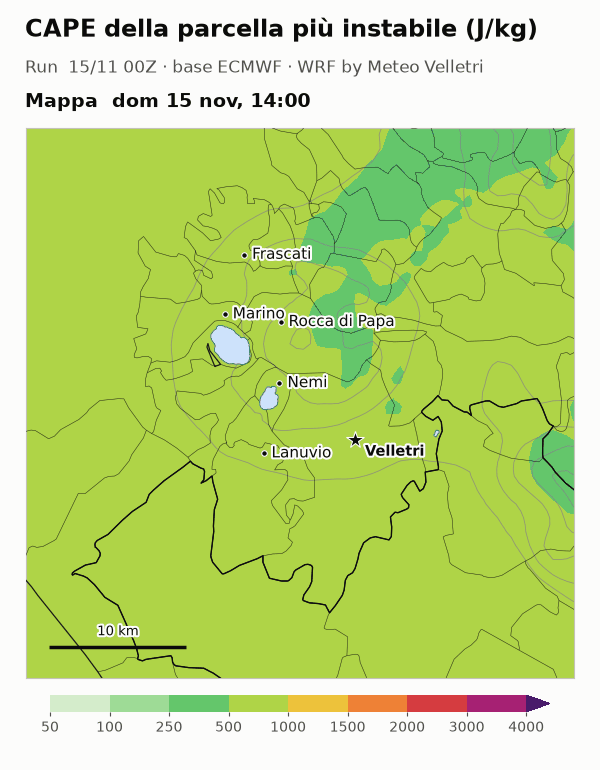 CAPE della parcella più instabile (J/kg)
Run  15/11 00Z · base ECMWF · WRF by Meteo Velletri
Mappa  dom 15 nov, 14:00
Frascati
Marino
Rocca di Papa
Nemi
Velletri
Lanuvio
10 km
50 100 250 500 1000 1500 2000 3000 4000